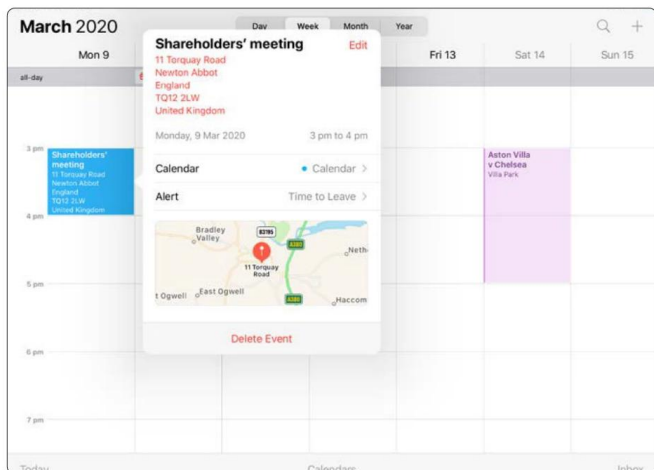 March 2020
Day Week Month Year
Mon 9
Fri 13
Sat 14
Sun 15
all-day
Shareholders' meeting
Edit
11 Torquay Road
Newton Abbot
England
TQ12 2LW
United Kingdom
Monday, 9 Mar 2020
3 pm to 4 pm
Calendar
Calendar
Alert
Time to Leave
Bradley
Valley
B3195
A381
Neth
11 Torquay
Road
t Ogwell
East Ogwell
Haccom
Delete Event
3 pm
Shareholders'
meeting
11 Torquay Road
Newton Abbot
England
TQ12 2LW
United Kingdom
Aston Villa
v Chelsea
Villa Park
4 pm
5 pm
6 pm
7 pm
Today
Calendars
Inbox